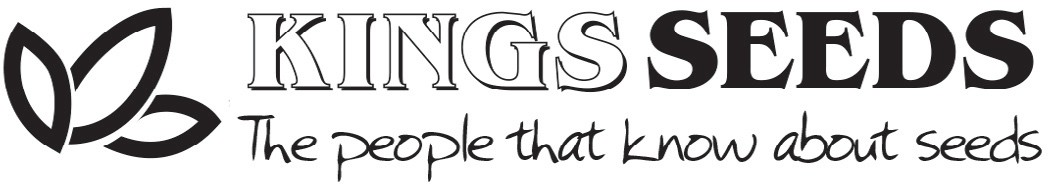 KINGS SEEDS
The people that know about seeds